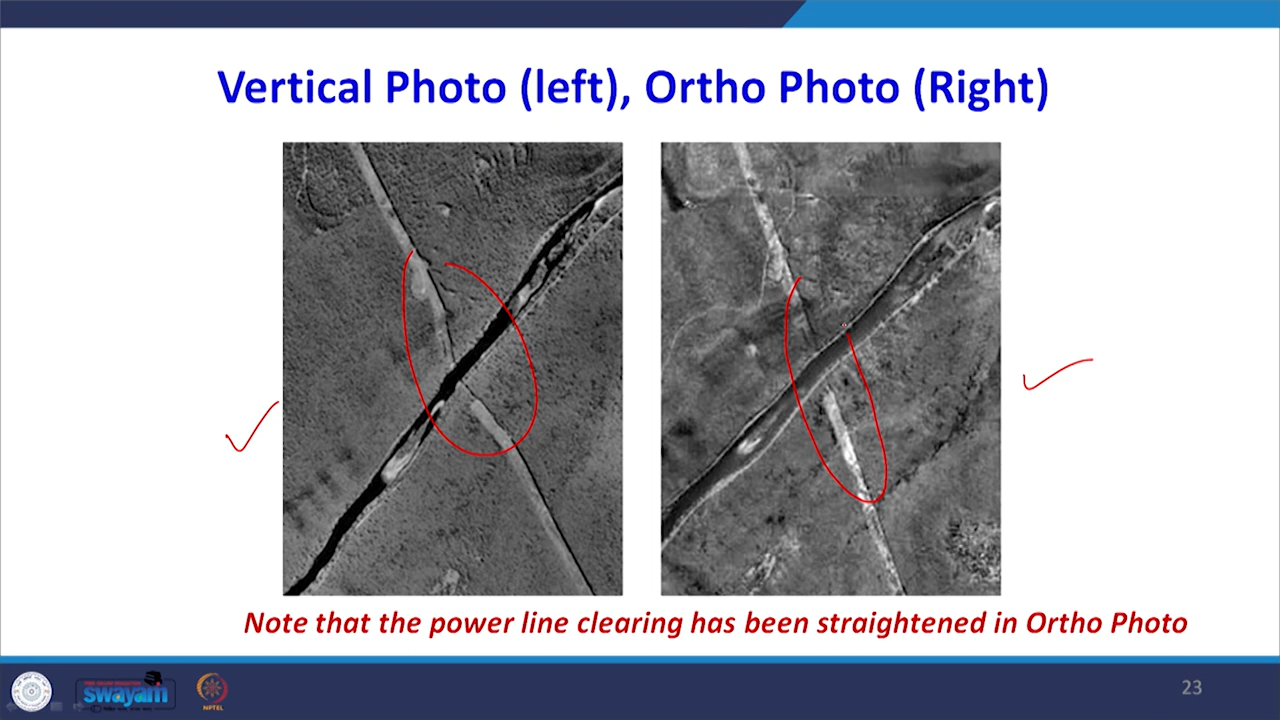 Vertical Photo (left), Ortho Photo (Right)
Note that the power line clearing has been straightened in Ortho Photo
swayam
NPTEL
23